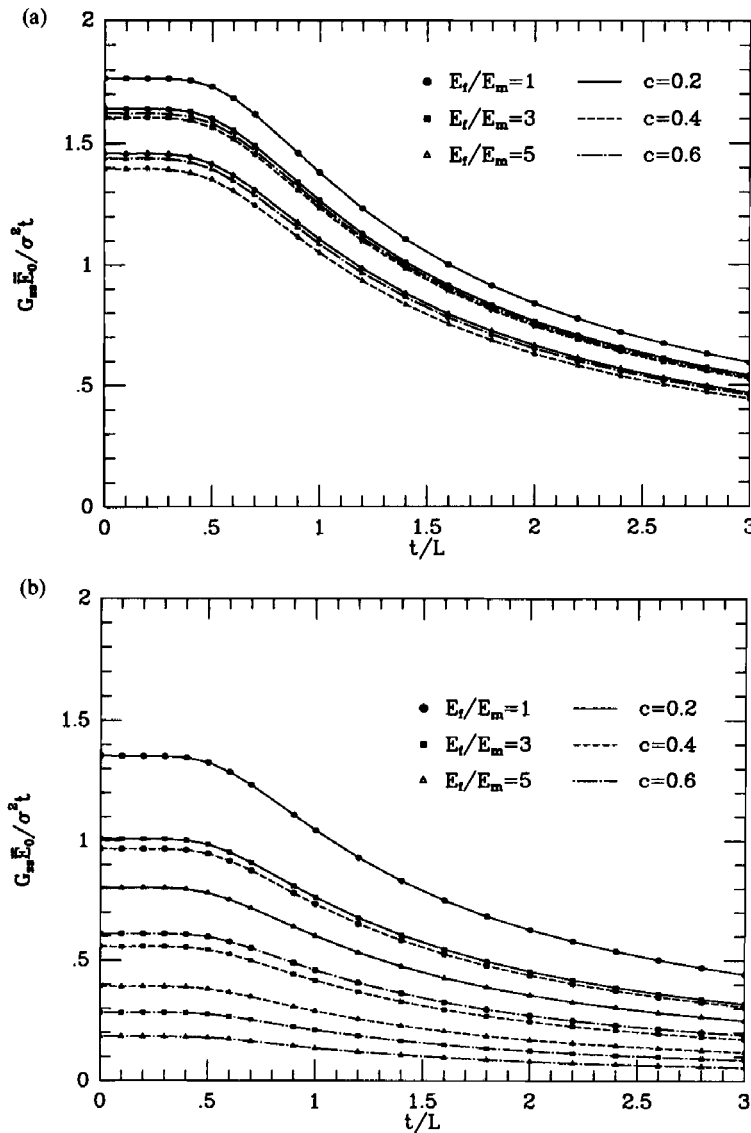 (a)
2
1.5
1
.5
0
G_ss E̿_0/σ²t
E_f/E_m=1 c=0.2
E_f/E_m=3 c=0.4
E_f/E_m=5 c=0.6
0 .5 1 1.5 2 2.5 3
t/L
(b)
2
1.5
1
.5
0
G_ss E̿_0/σ²t
E_f/E_m=1 c=0.2
E_f/E_m=3 c=0.4
E_f/E_m=5 c=0.6
0 .5 1 1.5 2 2.5 3
t/L